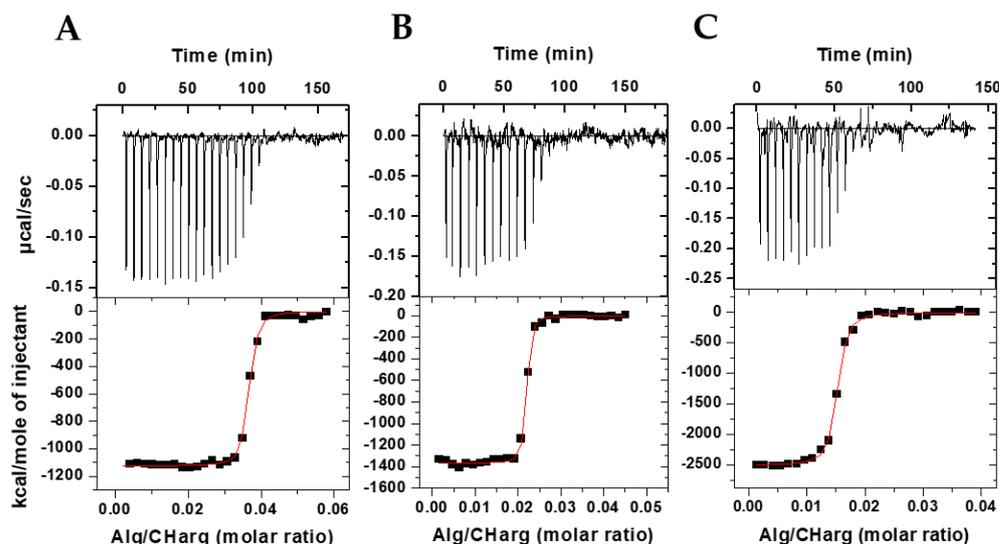 A
B
C
Time (min)
Time (min)
Time (min)
0 50 100 150
0 50 100 150
0 50 100 150
µcal/sec
0.00
-0.05
-0.10
-0.15
0.00
-0.05
-0.10
-0.15
-0.20
0.00
-0.05
-0.10
-0.15
-0.20
-0.25
kcal/mole of injectant
0
-200
-400
-600
-800
-1000
-1200
0
-200
-400
-600
-800
-1000
-1200
-1400
-1600
0
-500
-1000
-1500
-2000
-2500
0.00 0.02 0.04 0.06
0.00 0.01 0.02 0.03 0.04 0.05
0.00 0.01 0.02 0.03 0.04
Alg/CHarg (molar ratio)
Alg/CHarg (molar ratio)
Alg/CHarg (molar ratio)